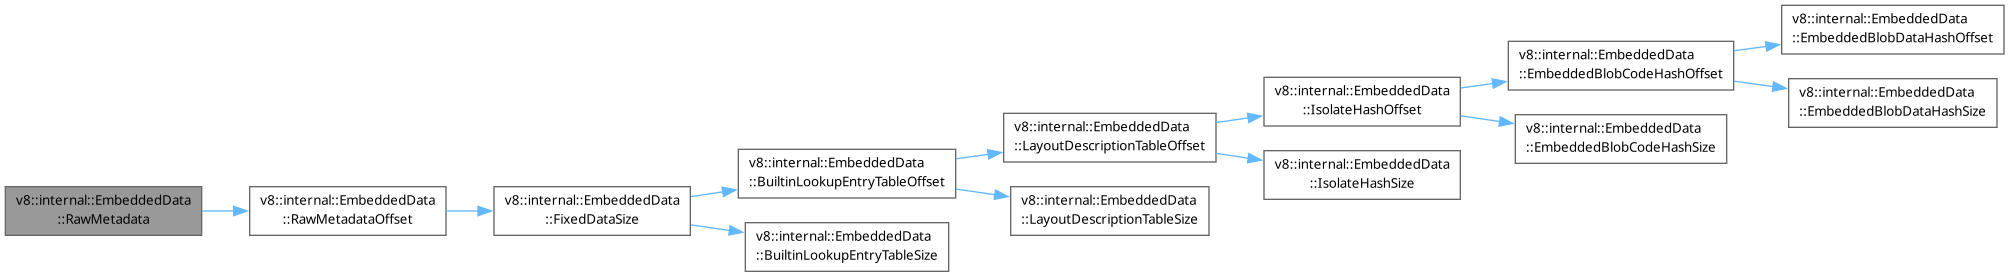 v8::internal::EmbeddedData
::RawMetadata
v8::internal::EmbeddedData
::RawMetadataOffset
v8::internal::EmbeddedData
::FixedDataSize
v8::internal::EmbeddedData
::BuiltinLookupEntryTableOffset
v8::internal::EmbeddedData
::BuiltinLookupEntryTableSize
v8::internal::EmbeddedData
::LayoutDescriptionTableOffset
v8::internal::EmbeddedData
::LayoutDescriptionTableSize
v8::internal::EmbeddedData
::IsolateHashOffset
v8::internal::EmbeddedData
::IsolateHashSize
v8::internal::EmbeddedData
::EmbeddedBlobCodeHashOffset
v8::internal::EmbeddedData
::EmbeddedBlobCodeHashSize
v8::internal::EmbeddedData
::EmbeddedBlobDataHashOffset
v8::internal::EmbeddedData
::EmbeddedBlobDataHashSize